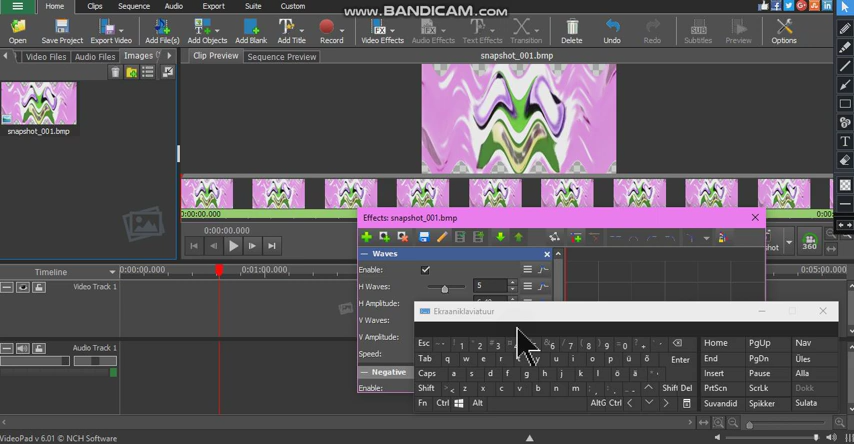 www.BANDICAM.com
Home Clips Sequence Audio Effects Export Suite Custom
Open Save Project Export Video Add File(s) Add Objects Add Blank Add Title Record Video Effects Audio Effects Text Effects Transition Delete Undo Redo Subtitles Preview Options
Video Files Audio Files Images Clip Preview Sequence Preview snapshot_001.bmp
snapshot_001.bmp
0:00:00.000
0:00:00.000
Effects: snapshot_001.bmp
360
Timeline 0:00:00.000 0:01:00.000 0:05:00.000
Video Track 1
Audio Track 1
Waves
Enable:
H Waves: 5
H Amplitude:
V Waves:
V Amplitude:
Speed:
Negative
Enable:
Ekraaniklaviatuur
Esc Home PgUp Nav
Tab q w e r y u i o p ü õ Enter End PgDn Üles
Caps a s d f g h j k l ö ä Insert Pause Alla
Shift z x c v b n m Shift Del PrtScn ScrLk Dokk
Fn Ctrl Alt AltG Ctrl Suvandid Spikker Sulata
VideoPad v 6.01 © NCH Software